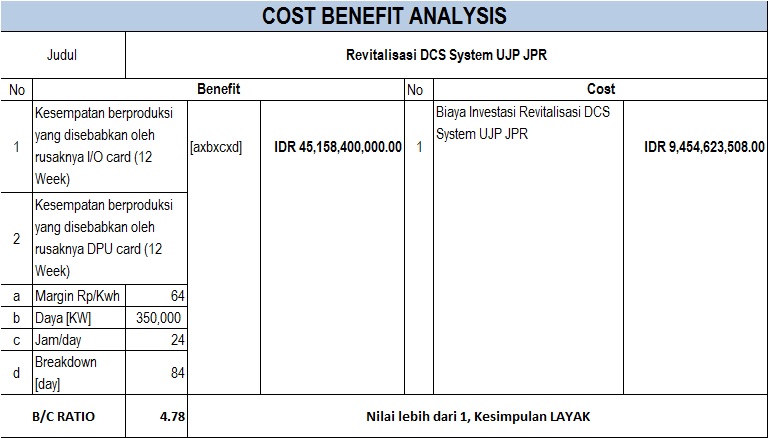 COST BENEFIT ANALYSIS
Judul
Revitalisasi DCS System UJP JPR
No
Benefit
No
Cost
1
Kesempatan berproduksi
yang disebabkan oleh
rusaknya I/O card (12
Week)
[axbxcxd]
IDR 45,158,400,000.00
1
Biaya Investasi Revitalisasi DCS
System UJP JPR
IDR 9,454,623,508.00
2
Kesempatan berproduksi
yang disebabkan oleh
rusaknya DPU card (12
Week)
a Margin Rp/Kwh 64
b Daya [KW] 350,000
c Jam/day 24
d Breakdown
[day] 84
B/C RATIO 4.78 Nilai lebih dari 1, Kesimpulan LAYAK